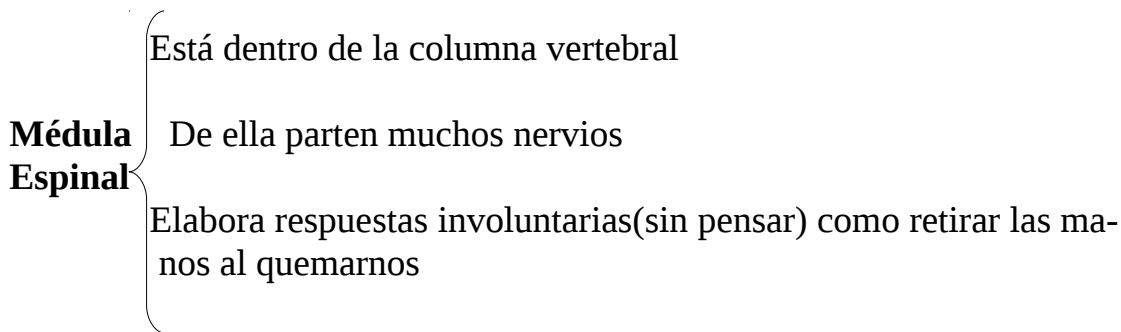 Está dentro de la columna vertebral
Médula De ella parten muchos nervios
Espinal
Elabora respuestas involuntarias(sin pensar) como retirar las ma-
nos al quemarnos